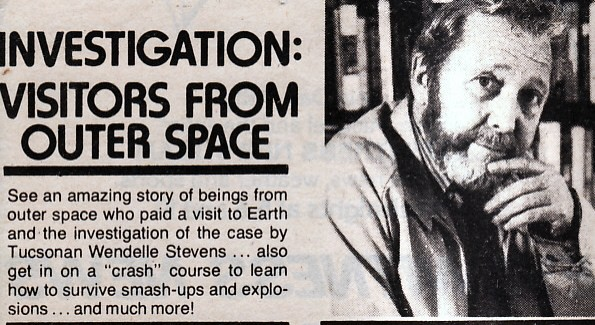 INVESTIGATION:
VISITORS FROM
OUTER SPACE
See an amazing story of beings from
outer space who paid a visit to Earth
and the investigation of the case by
Tucsonan Wendelle Stevens ... also
get in on a "crash" course to learn
how to survive smash-ups and explo-
sions ... and much more!